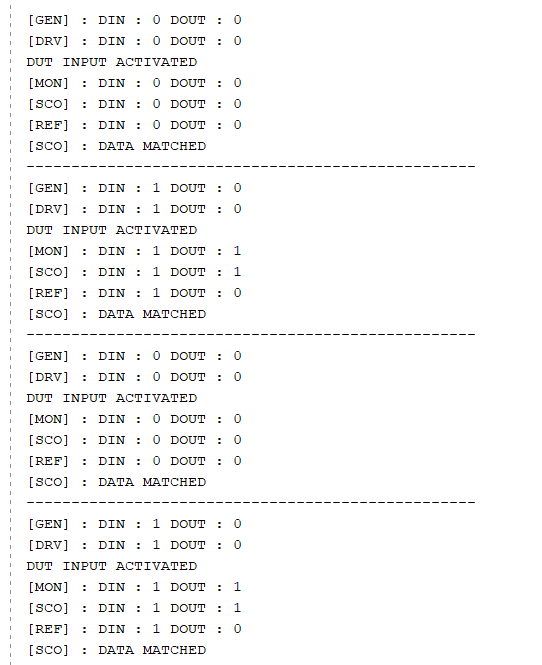 [GEN] : DIN : 0 DOUT : 0
[DRV] : DIN : 0 DOUT : 0
DUT INPUT ACTIVATED
[MON] : DIN : 0 DOUT : 0
[SCO] : DIN : 0 DOUT : 0
[REF] : DIN : 0 DOUT : 0
[SCO] : DATA MATCHED
--------------------------------------------------
[GEN] : DIN : 1 DOUT : 0
[DRV] : DIN : 1 DOUT : 0
DUT INPUT ACTIVATED
[MON] : DIN : 1 DOUT : 1
[SCO] : DIN : 1 DOUT : 1
[REF] : DIN : 1 DOUT : 0
[SCO] : DATA MATCHED
--------------------------------------------------
[GEN] : DIN : 0 DOUT : 0
[DRV] : DIN : 0 DOUT : 0
DUT INPUT ACTIVATED
[MON] : DIN : 0 DOUT : 0
[SCO] : DIN : 0 DOUT : 0
[REF] : DIN : 0 DOUT : 0
[SCO] : DATA MATCHED
--------------------------------------------------
[GEN] : DIN : 1 DOUT : 0
[DRV] : DIN : 1 DOUT : 0
DUT INPUT ACTIVATED
[MON] : DIN : 1 DOUT : 1
[SCO] : DIN : 1 DOUT : 1
[REF] : DIN : 1 DOUT : 0
[SCO] : DATA MATCHED